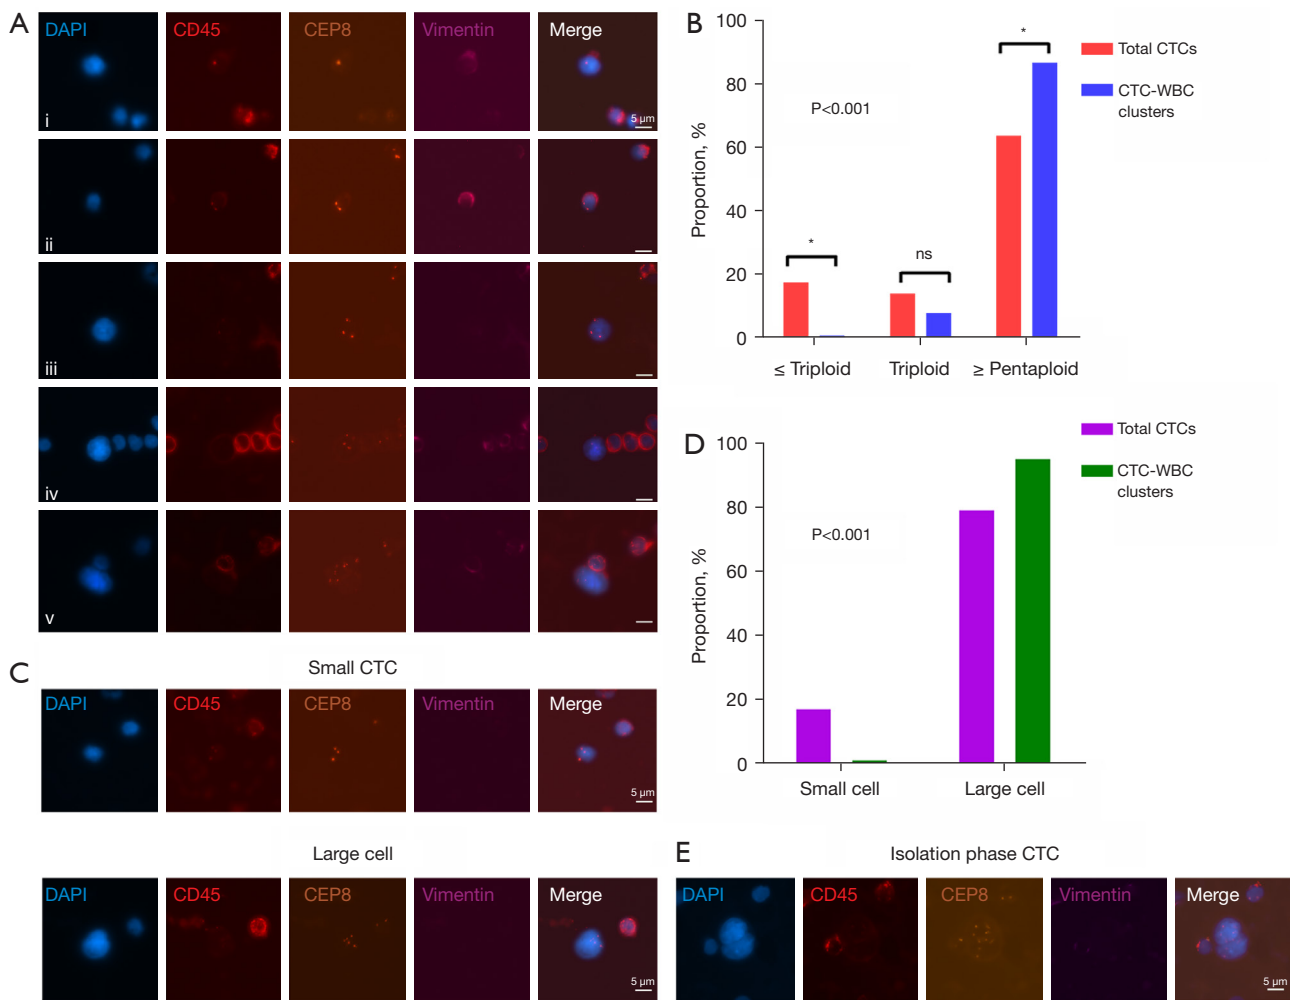 A
DAPI
CD45
CEP8
Vimentin
Merge
i
5 µm
ii
iii
iv
v
B
100
80
60
40
20
0
Proportion, %
P<0.001
*
ns
*
≤ Triploid
Triploid
≥ Pentaploid
Total CTCs
CTC-WBC
clusters
C
Small CTC
DAPI
CD45
CEP8
Vimentin
Merge
5 µm
Large cell
DAPI
CD45
CEP8
Vimentin
Merge
5 µm
D
100
80
60
40
20
0
Proportion, %
P<0.001
Small cell
Large cell
Total CTCs
CTC-WBC
clusters
E
Isolation phase CTC
DAPI
CD45
CEP8
Vimentin
Merge
5 µm